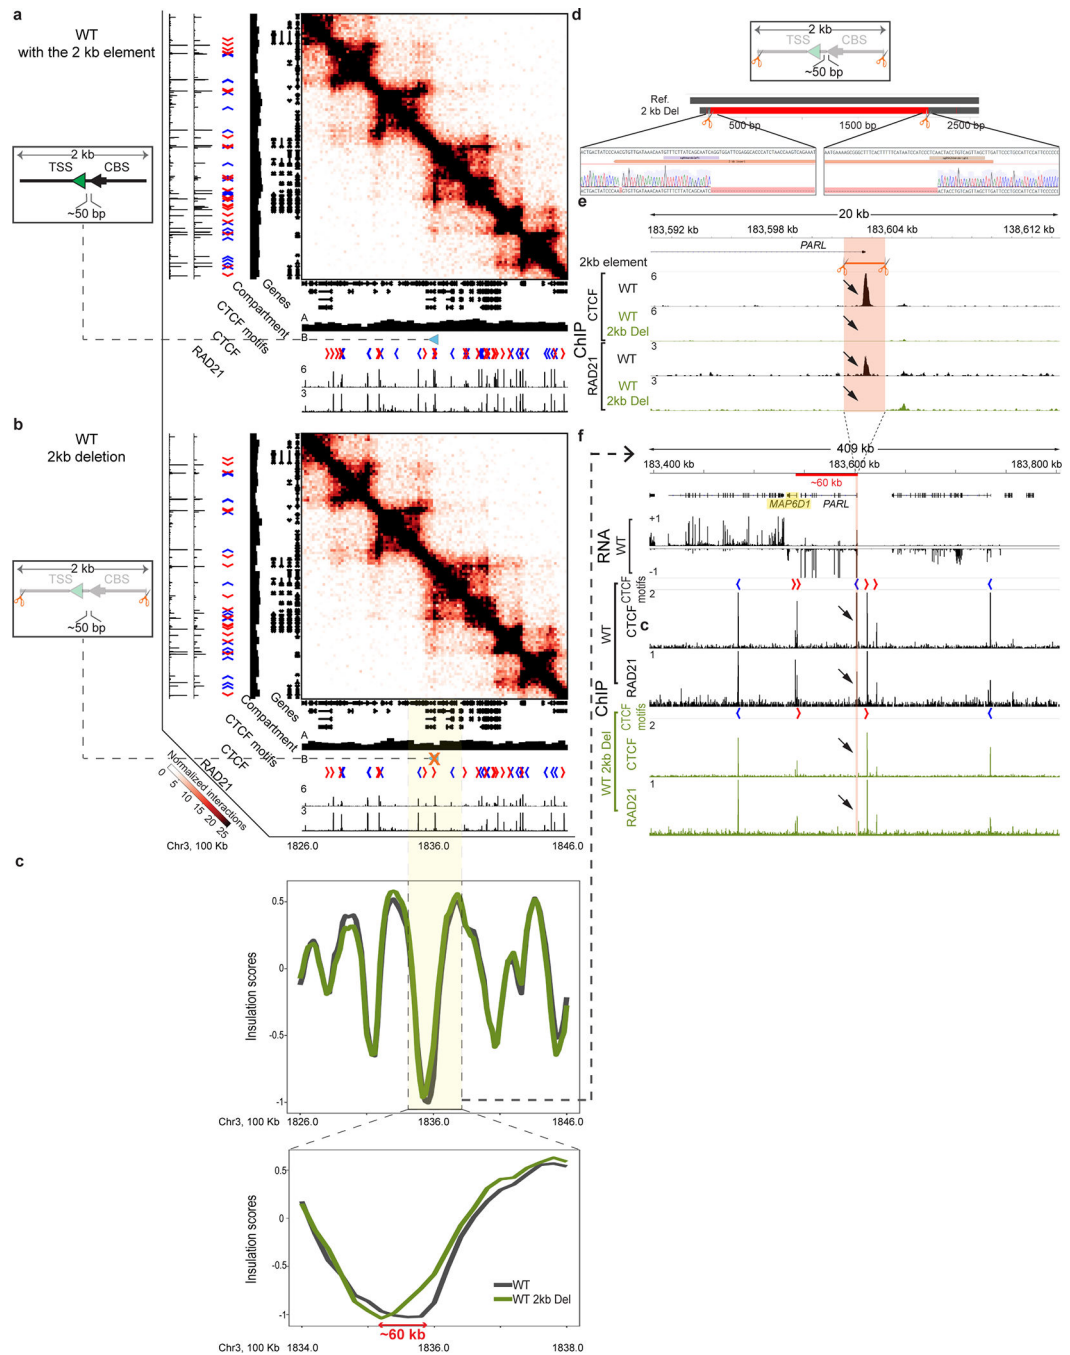 a
WT
with the 2 kb element
2 kb
TSS CBS
~50 bp
Genes
Compartment
CTCF motifs
CTCF
RAD21
A
B
6
3
b
WT
2kb deletion
2 kb
TSS CBS
~50 bp
Genes
Compartment
CTCF motifs
CTCF
RAD21
Normalized interactions
0 5 10 15 20 25
A
B
6
3
Chr3, 100 Kb 1826.0 1836.0 1846.0
c
Insulation scores
0.5
0
-0.5
-1
Chr3, 100 Kb 1826.0 1836.0 1846.0
Insulation scores
0.5
0
-0.5
-1
WT
WT 2kb Del
~60 kb
Chr3, 100 Kb 1834.0 1836.0 1838.0
d
2 kb
TSS CBS
~50 bp
Ref.
2 kb Del
500 bp 1500 bp 2500 bp
e
20 kb
183,592 kb 183,598 kb 183,604 kb 138,612 kb
PARL
2kb element
ChIP
CTCF
WT
6
WT
2kb Del
6
RAD21
WT
3
WT
2kb Del
3
f
409 kb
183,400 kb 183,600 kb 183,800 kb
~60 kb
MAP6D1 PARL
RNA
WT
+1
-1
ChIP
WT
CTCF motifs
CTCF
2
c
RAD21
1
WT 2kb Del
CTCF motifs
CTCF
2
RAD21
1